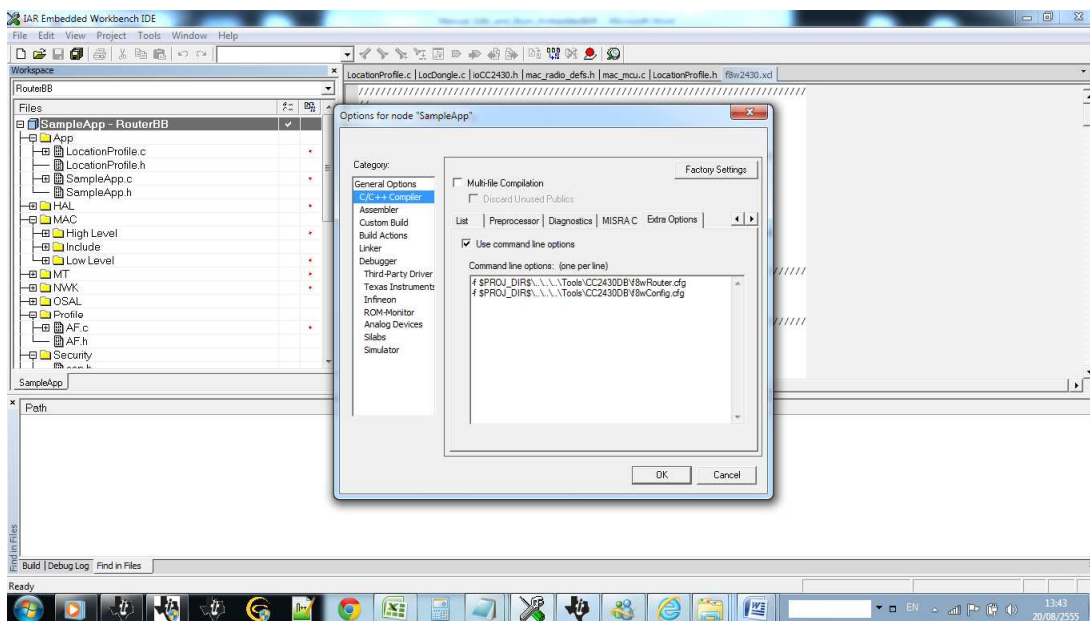 IAR Embedded Workbench IDE
File Edit View Project Tools Window Help
Workspace
RouterBB
Files
SampleApp - RouterBB
App
LocationProfile.c
LocationProfile.h
SampleApp.c
SampleApp.h
HAL
MAC
High Level
Include
Low Level
MT
NWK
OSAL
Profile
AF.c
AF.h
Security
SampleApp
LocationProfile.c | LocDongle.c | ioCC2430.h | mac_radio_defs.h | mac_mcu.c | LocationProfile.h f8w2430.xcl
////////////////////////////////////////////////////////////////////////////////
Options for node "SampleApp"
Category:
General Options
C/C++ Compiler
Assembler
Custom Build
Build Actions
Linker
Debugger
Third-Party Driver
Texas Instruments
Infineon
ROM-Monitor
Analog Devices
Silabs
Simulator
Factory Settings
Multi-file Compilation
Discard Unused Publics
List Preprocessor Diagnostics MISRA C Extra Options
Use command line options
Command line options: (one per line)
-f $PROJ_DIR$\..\..\..\Tools\CC2430DB\f8wRouter.cfg
-f $PROJ_DIR$\..\..\..\Tools\CC2430DB\f8wConfig.cfg
OK Cancel
Path
Find in Files
Build Debug Log Find in Files
Ready
EN
13:43
20/08/2555